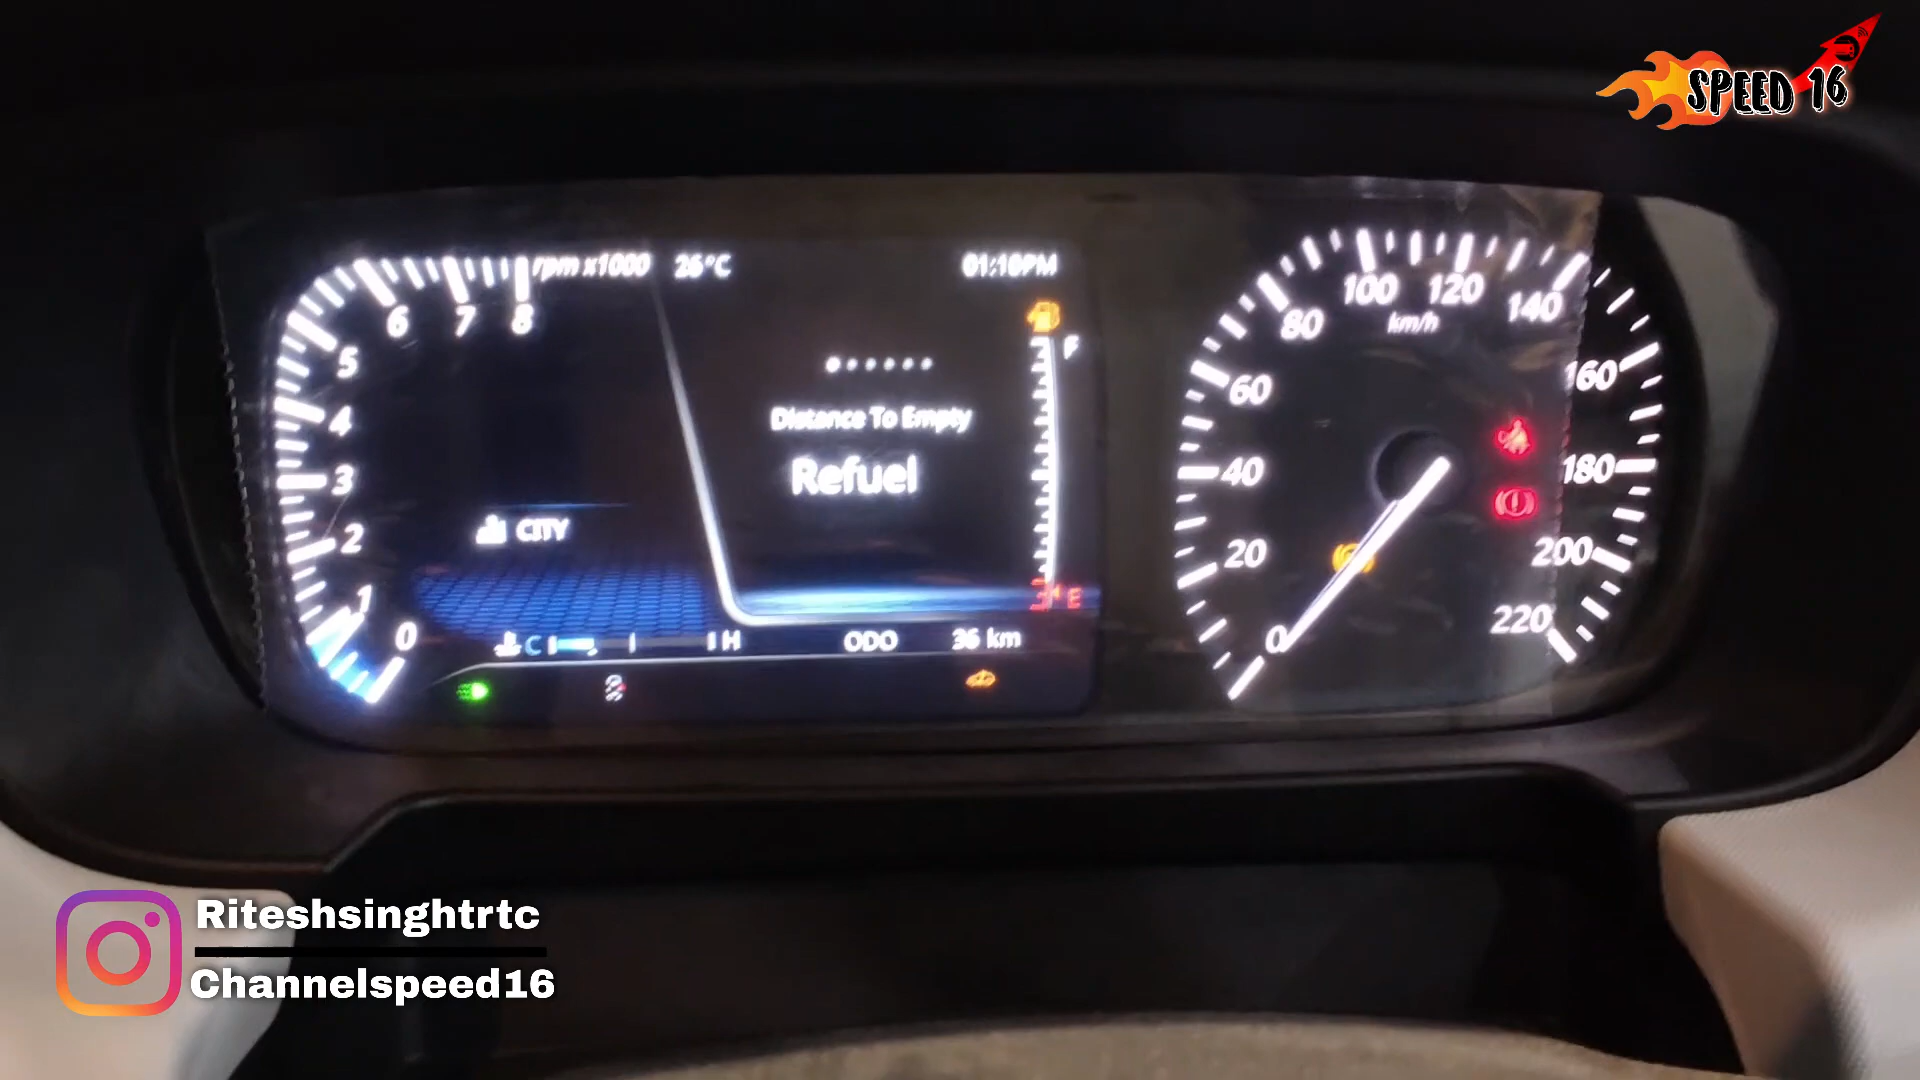 SPEED 16
rpm x1000 26°C 01:10PM
6 7 8
5
4
3
2
1
0
F
Distance To Empty
Refuel
CITY
E
C H ODO 36 km
100 120
80 140
km/h
60 160
40 180
20 200
0 220
Riteshsinghtrtc
Channelspeed16